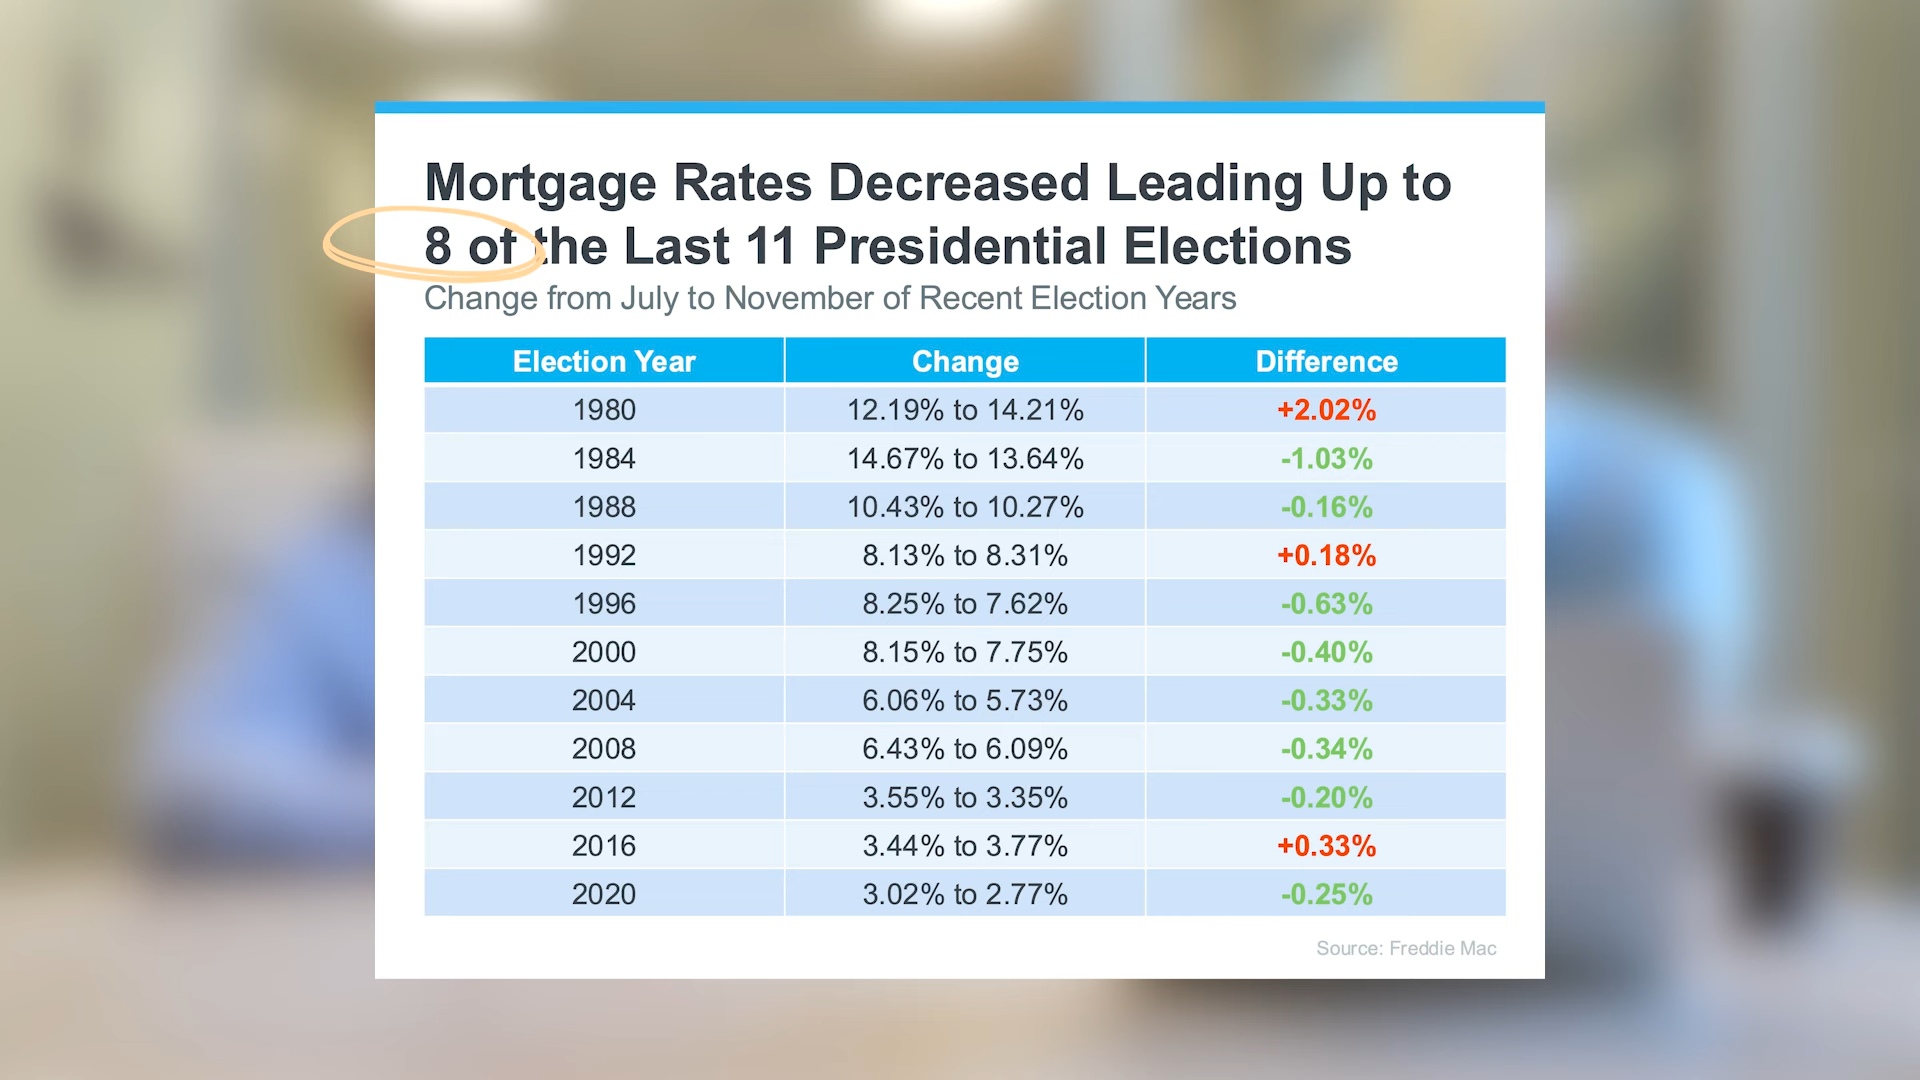 Mortgage Rates Decreased Leading Up to
8 of the Last 11 Presidential Elections
Change from July to November of Recent Election Years
Election Year Change Difference
1980 12.19% to 14.21% +2.02%
1984 14.67% to 13.64% -1.03%
1988 10.43% to 10.27% -0.16%
1992 8.13% to 8.31% +0.18%
1996 8.25% to 7.62% -0.63%
2000 8.15% to 7.75% -0.40%
2004 6.06% to 5.73% -0.33%
2008 6.43% to 6.09% -0.34%
2012 3.55% to 3.35% -0.20%
2016 3.44% to 3.77% +0.33%
2020 3.02% to 2.77% -0.25%
Source: Freddie Mac